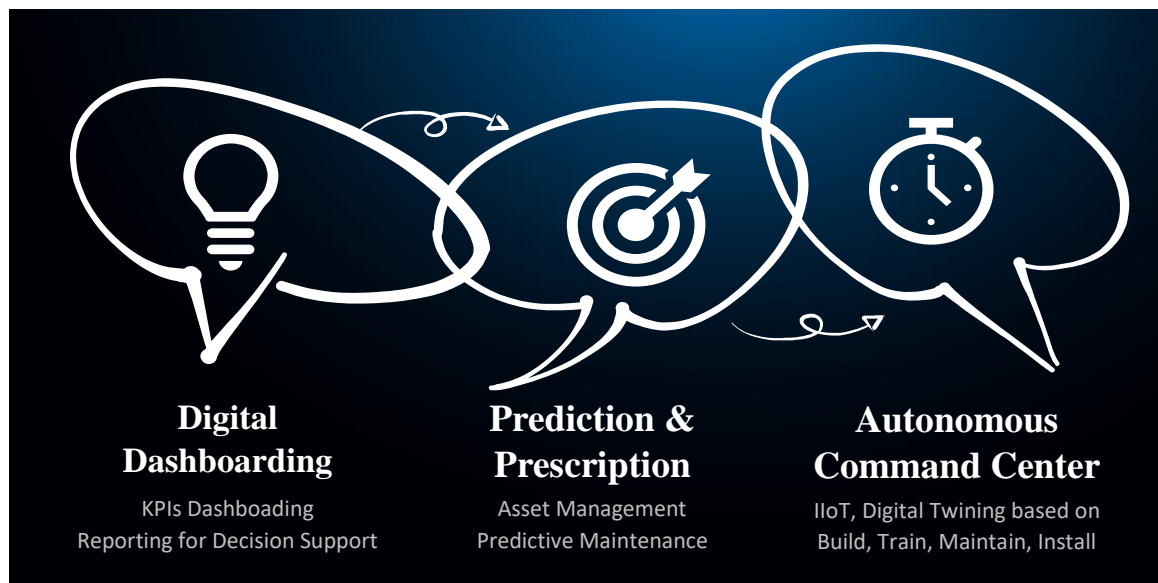 Digital
Dashboarding
KPIs Dashboading
Reporting for Decision Support
Prediction &
Prescription
Asset Management
Predictive Maintenance
Autonomous
Command Center
IIoT, Digital Twining based on
Build, Train, Maintain, Install